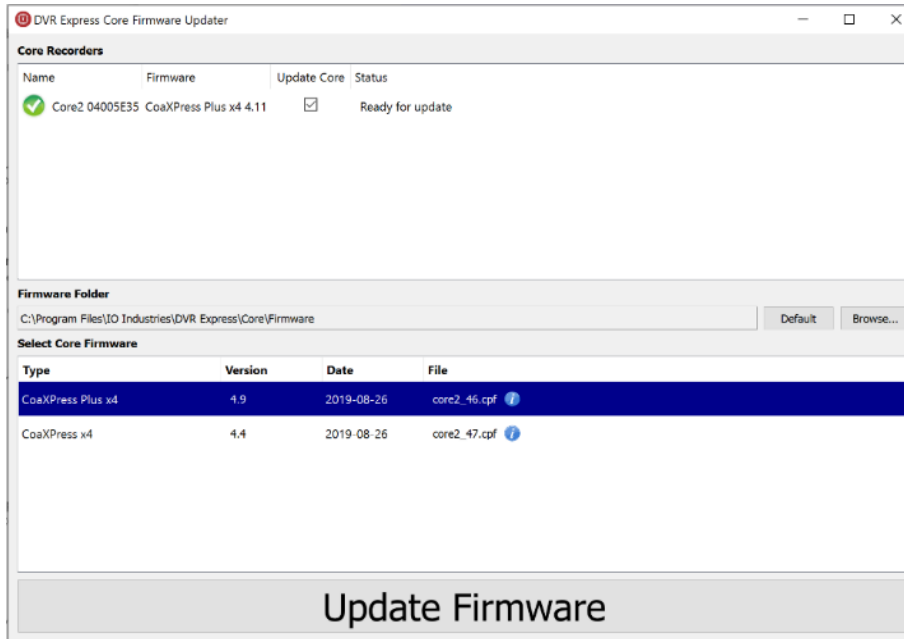 DVR Express Core Firmware Updater
Core Recorders
Name Firmware Update Core Status
Core2 04005E35 CoaXPress Plus x4 4.11 Ready for update
Firmware Folder
C:\Program Files\IO Industries\DVR Express\Core\Firmware Default Browse...
Select Core Firmware
Type Version Date File
CoaXPress Plus x4 4.9 2019-08-26 core2_46.cpf
CoaXPress x4 4.4 2019-08-26 core2_47.cpf
Update Firmware